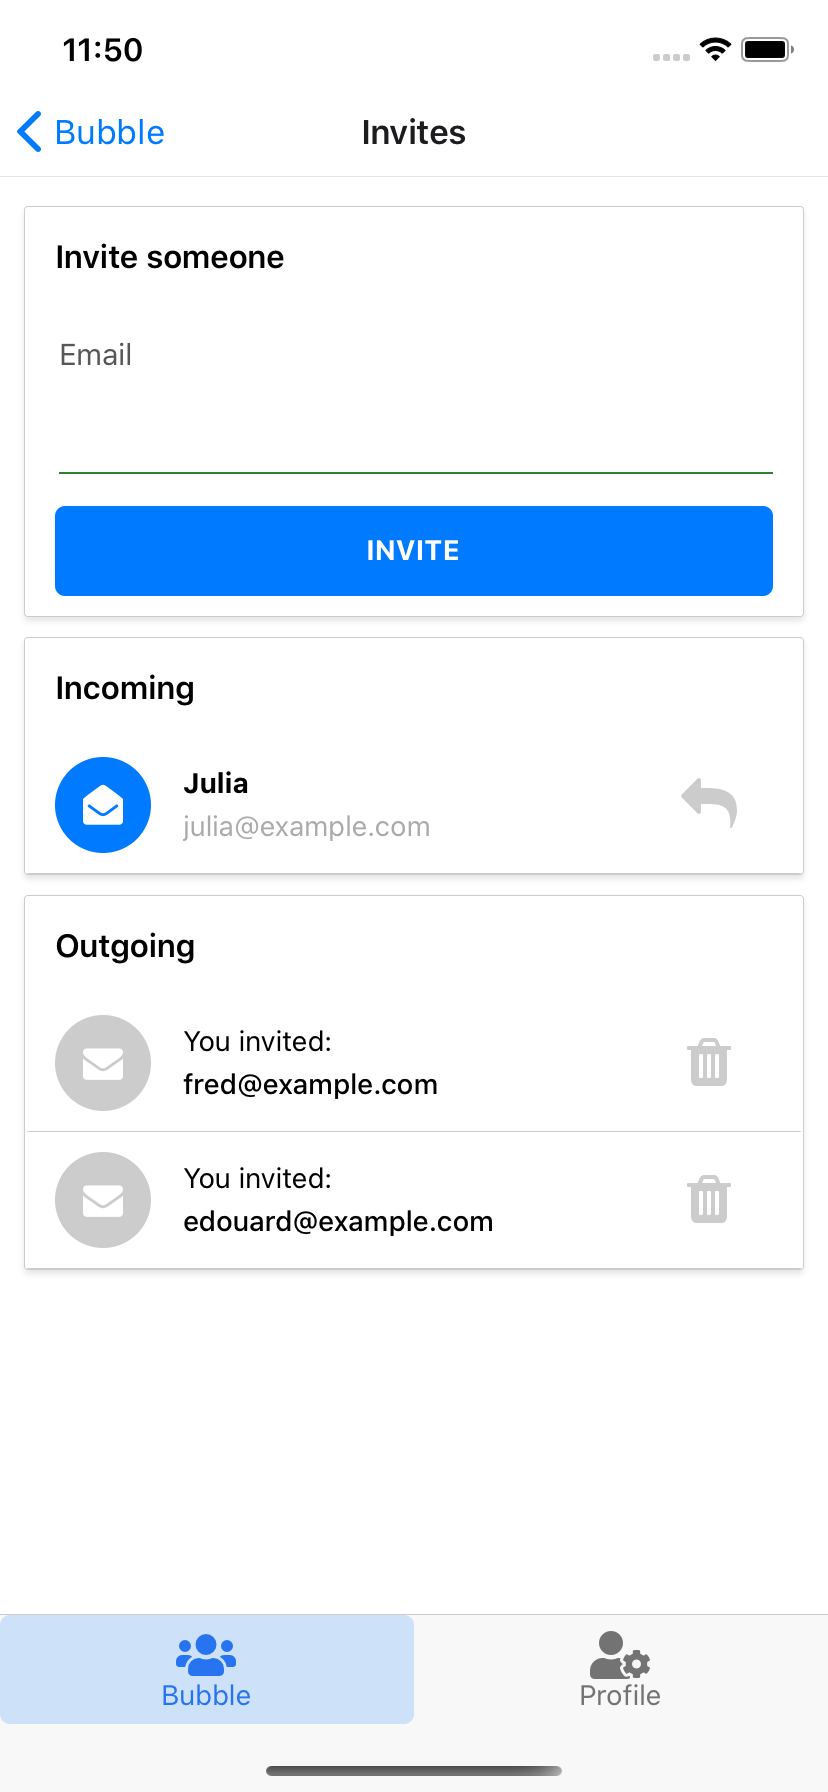 11:50
Bubble
Invites
Invite someone
Email
INVITE
Incoming
Julia
julia@example.com
Outgoing
You invited:
fred@example.com
You invited:
edouard@example.com
Bubble
Profile